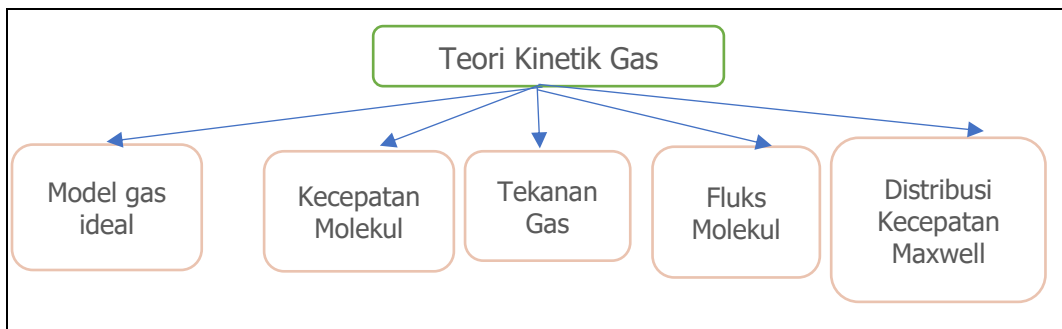 Teori Kinetik Gas
Model gas
ideal
Kecepatan
Molekul
Tekanan
Gas
Fluks
Molekul
Distribusi
Kecepatan
Maxwell